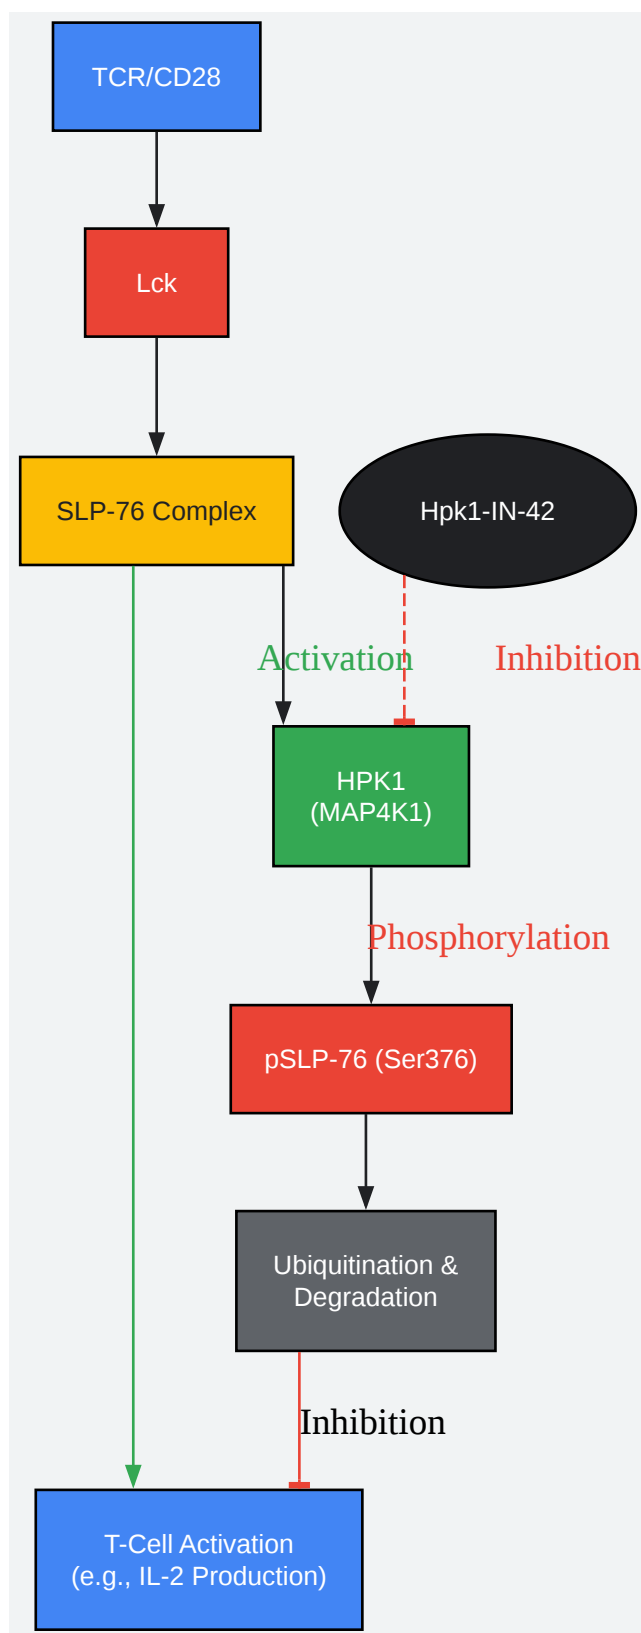 TCR/CD28
Lck
SLP-76 Complex
Hpk1-IN-42
Activation
Inhibition
HPK1
(MAP4K1)
Phosphorylation
pSLP-76 (Ser376)
Ubiquitination &
Degradation
Inhibition
T-Cell Activation
(e.g., IL-2 Production)